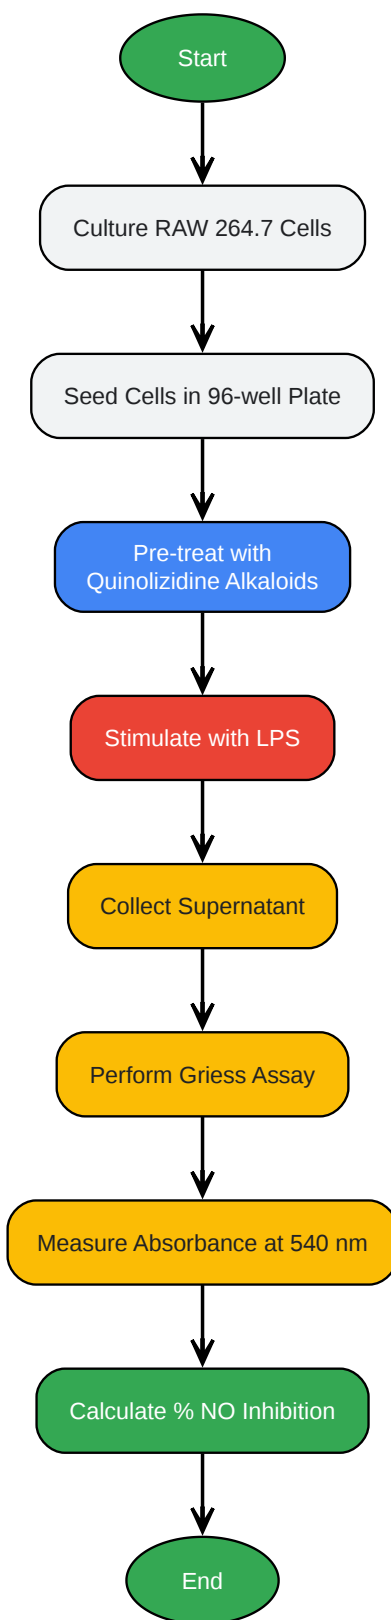 Start
Culture RAW 264.7 Cells
Seed Cells in 96-well Plate
Pre-treat with
Quinolizidine Alkaloids
Stimulate with LPS
Collect Supernatant
Perform Griess Assay
Measure Absorbance at 540 nm
Calculate % NO Inhibition
End